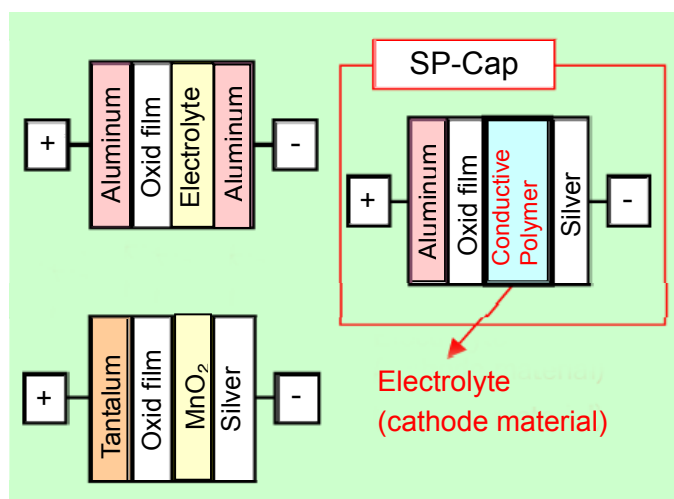 +
Aluminum
Oxid film
Electrolyte
Aluminum
-
SP-Cap
+
Aluminum
Oxid film
Conductive
Polymer
Silver
-
+
Tantalum
Oxid film
MnO₂
Silver
-
Electrolyte
(cathode material)